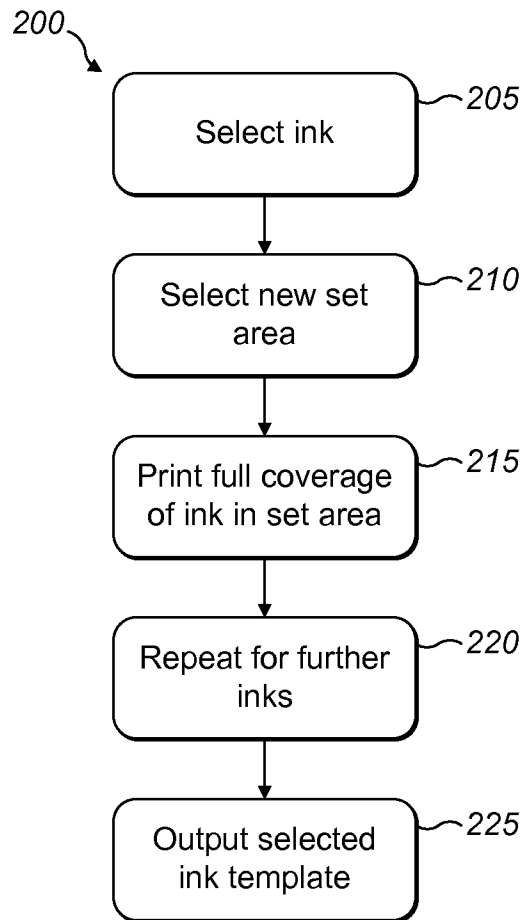 200
205
Select ink
210
Select new set
area
215
Print full coverage
of ink in set area
220
Repeat for further
inks
225
Output selected
ink template